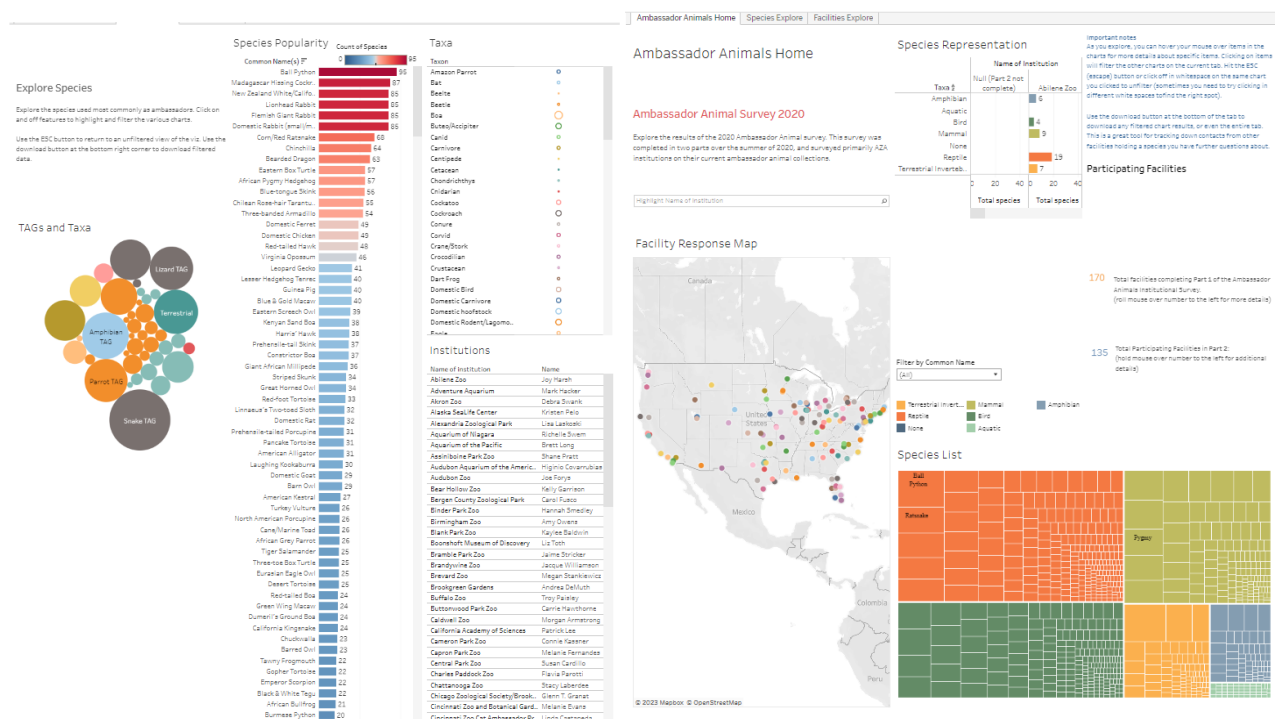 Explore Species
Explore the species used most commonly as ambassadors. Click on
and off features to highlight and filter the various charts.
Use the ESC button to return to an unfiltered view of the viz. Use the
download button at the bottom right corner to download filtered
data.
TAGs and Taxa
Lizard TAG
Terrestrial
Amphibian
TAG
Parrot TAG
Snake TAG
Species Popularity
Count of Species
0 95
Common Name(s)
Ball Python 95
Madagascar Hissing Cockr.. 87
New Zealand White/Califo.. 85
Lionhead Rabbit 85
Flemish Giant Rabbit 85
Domestic Rabbit (small/m.. 85
Corn/Red Ratsnake 66
Chinchilla 64
Bearded Dragon 63
Eastern Box Turtle 57
African Pygmy Hedgehog 57
Blue-tongue Skink 56
Chilean Rose-hair Tarantu.. 55
Three-banded Armadillo 54
Domestic Ferret 49
Domestic Chicken 49
Red-tailed Hawk 48
Virginia Opossum 46
Leopard Gecko 41
Lesser Hedgehog Tenrec 40
Guinea Pig 40
Blue & Gold Macaw 40
Eastern Screech Owl 39
Kenyan Sand Boa 38
Harris' Hawk 38
Prehensile-tail Skink 37
Constrictor Boa 37
Giant African Millipede 36
Striped Skunk 34
Great Horned Owl 34
Red-foot Tortoise 33
Linnaeus's Two-toed Sloth 32
Domestic Rat 32
Prehensile-tailed Porcupine 31
Pancake Tortoise 31
American Alligator 31
Laughing Kookaburra 30
Domestic Goat 29
Barn Owl 29
American Kestral 27
Turkey Vulture 26
North American Porcupine 26
Cane/Marine Toad 26
African Grey Parrot 26
Tiger Salamander 25
Three-toe Box Turtle 25
Eurasian Eagle Owl 25
Desert Tortoise 25
Red-tailed Boa 24
Green Wing Macaw 24
Dumeril's Ground Boa 24
California Kingsnake 24
Chuckwalla 23
Barred Owl 23
Tawny Frogmouth 22
Gopher Tortoise 22
Emperor Scorpion 22
Black & White Tegu 22
African Bullfrog 21
Burmese Python 20
Taxa
Taxon
Amazon Parrot
Bat
Beetle
Boa
Buteo/Accipiter
Canid
Carnivore
Centipede
Cetacean
Chondrichthys
Cnidarian
Cockatoo
Cockroach
Conure
Corvid
Crane/Stork
Crocodilian
Crustacean
Dart Frog
Domestic Bird
Domestic Carnivore
Domestic hoofstock
Domestic Rodent/Lagomo..
Institutions
Name of Institution Name
Abilene Zoo Joy Harsh
Adventure Aquarium Mark Hacker
Akron Zoo Debra Swank
Alaska SeaLife Center Kristen Pelo
Alexandria Zoological Park Lisa Laskoski
Aquarium of Niagara Richelle Swem
Aquarium of the Pacific Brett Long
Assiniboine Park Zoo Shane Pratt
Audubon Aquarium of the Americ.. Higinio Covarrubias
Audubon Zoo Joe Forys
Bear Hollow Zoo Kelly Garrison
Bergen County Zoological Park Carol Fusco
Binder Park Zoo Hannah Smedley
Birmingham Zoo Amy Owens
Blank Park Zoo Kaylee Baldwin
Boonshoft Museum of Discovery Liz Toth
Bramble Park Zoo Jaime Stricker
Brandywine Zoo Jacque Williamson
Brevard Zoo Megan Stankiewicz
Brookgreen Gardens Andrea DeMuth
Buffalo Zoo Troy Paisley
Buttonwood Park Zoo Carrie Hawthorne
Caldwell Zoo Morgan Armstrong
California Academy of Sciences Patrick Lee
Cameron Park Zoo Connie Kassner
Capron Park Zoo Melanie Fernandes
Central Park Zoo Susan Cardillo
Charles Paddock Zoo Flavia Parotti
Chattanooga Zoo Stacy Laberdee
Chicago Zoological Society/Brook.. Glenn T. Granat
Cincinnati Zoo and Botanical Gard.. Melanie Evans
Cincinnati Zoo Cat Ambassador Pr.. Linda Castaneda
Ambassador Animals Home Species Explore Facilities Explore
Ambassador Animals Home
Ambassador Animal Survey 2020
Explore the results of the 2020 Ambassador Animal survey. This survey was
completed in two parts over the summer of 2020, and surveyed primarily AZA
institutions on their current ambassador animal collections.
Highlight Name of Institution
Facility Response Map
Canada
United
States
Mexico
Colombia
Peru
© 2023 Mapbox © OpenStreetMap
Species Representation
Name of Institution
Null (Part 2 not
complete) Abilene Zoo
Taxa
Amphibian 6
Aquatic
Bird 4
Mammal 9
None
Reptile 19
Terrestrial Inverteb.. 7
0 20 40 0 20 40
Total species Total species
Important notes
As you explore, you can hover your mouse over items in the
charts for more details about specific items. Clicking on items
will filter the other charts on the current tab. Hit the ESC
(escape) button or click off in whitespace on the same chart
you clicked to unfilter (sometimes you need to try clicking in
different white spaces tofind the right spot).
Use the download button at the bottom of the tab to
download any filtered chart results, or even the entire tab.
This is a great tool for tracking down contacts from other
facilities holding a species you have further questions about.
Participating Facilities
170 Total facilities completing Part 1 of the Ambassador
Animals Institutional Survey.
(roll mouse over number to the left for more details)
135 Total Participating Facilities in Part 2:
(hold mouse over number to the left for additional
details)
Filter by Common Name
(All)
Terrestrial Invert... Mammal Amphibian
Reptile Bird
None Aquatic
Species List
Ball
Python
Ratsnake
Pygmy